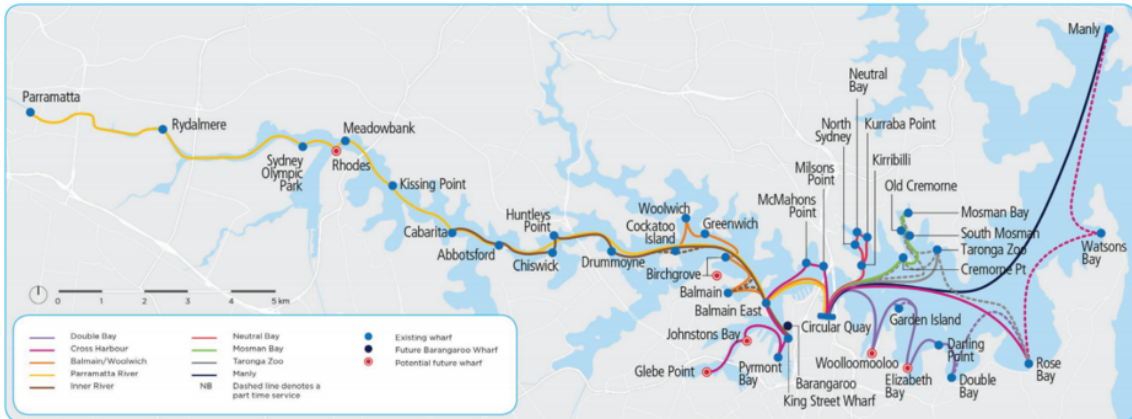 Manly
Neutral
Bay
Parramatta
North
Sydney
Kurraba Point
Meadowbank
Milsons
Point
Kirribilli
Rydalmere
Sydney
Olympic
Park
Rhodes
McMahons
Point
Old Cremorne
Kissing Point
Woolwich
Mosman Bay
Huntleys
Point
Cockatoo
Island
Greenwich
South Mosman
Taronga Zoo
Watsons
Bay
Cabarita
Abbotsford
Chiswick
Drummoyne
Birchgrove
Cremorne Pt
Balmain
0 1 2 3 4 5 km
Balmain East
Circular Quay
Garden Island
Johnstons Bay
Darling
Point
Woolloomooloo
Glebe Point
Pyrmont
Bay
Barangaroo
King Street Wharf
Elizabeth
Bay
Double
Bay
Rose
Bay
Double Bay
Cross Harbour
Balmain/Woolwich
Parramatta River
Inner River
Neutral Bay
Mosman Bay
Taronga Zoo
Manly
NB Dashed line denotes a
part time service
Existing wharf
Future Barangaroo Wharf
Potential future wharf